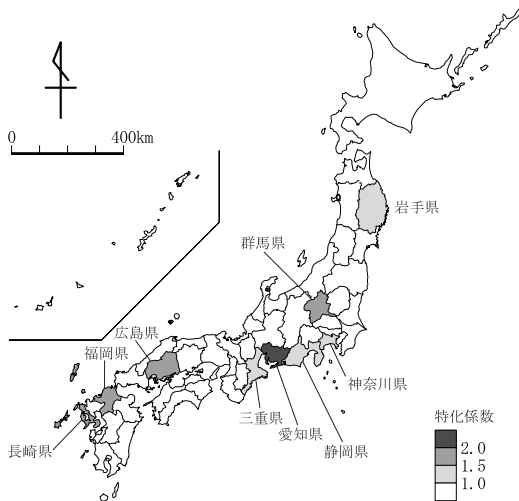 0
400km
岩手県
群馬県
広島県
福岡県
神奈川県
三重県
愛知県
静岡県
長崎県
特化係数
2.0
1.5
1.0